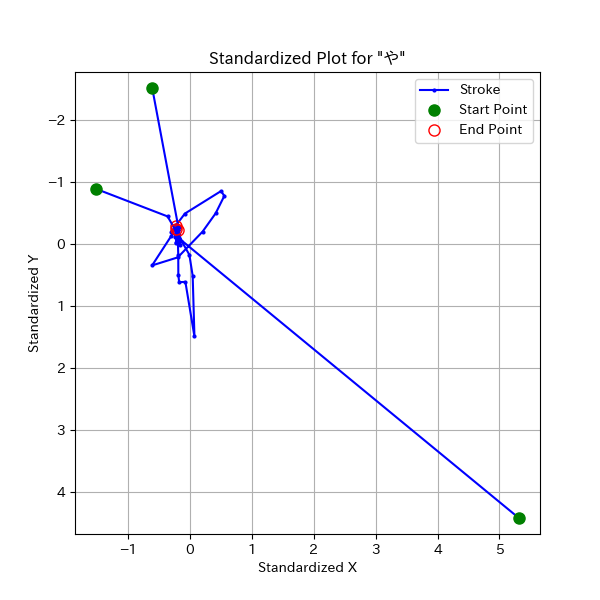 Standardized Plot for "や"
Stroke
Start Point
End Point
Standardized Y
−2
−1
0
1
2
3
4
−1 0 1 2 3 4 5
Standardized X